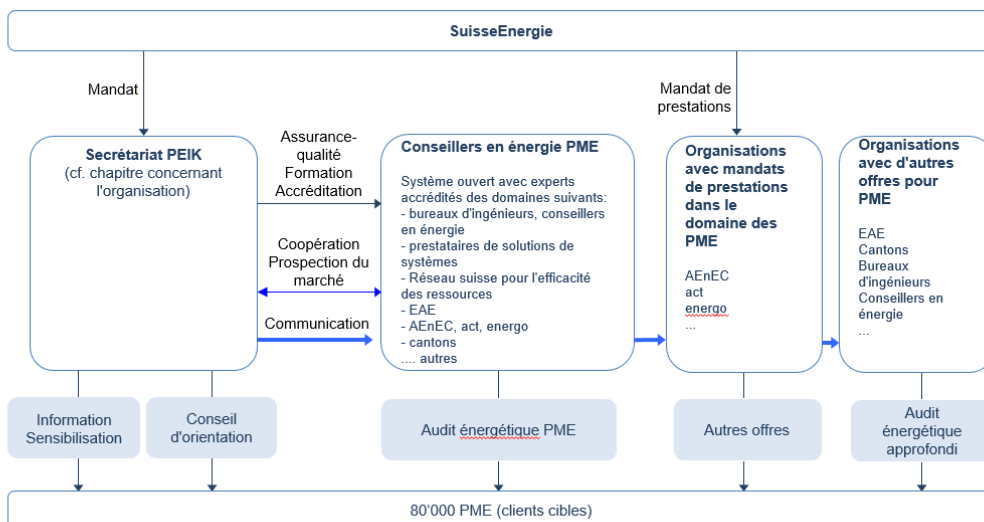 SuisseEnergie
Mandat
Mandat de
prestations
Secrétariat PEIK
(cf. chapitre concernant
l'organisation)
Assurance-
qualité
Formation
Accréditation
Coopération
Prospection du
marché
Communication
Conseillers en énergie PME
Système ouvert avec experts
accrédités des domaines suivants:
- bureaux d'ingénieurs, conseillers
en énergie
- prestataires de solutions de
systèmes
- Réseau suisse pour l'efficacité
des ressources
- EAE
- AEnEC, act, energo
- cantons
.... autres
Organisations
avec mandats
de prestations
dans le
domaine des
PME
AEnEC
act
energo
...
Organisations
avec d'autres
offres pour
PME
EAE
Cantons
Bureaux
d'ingénieurs
Conseillers en
énergie
...
Information
Sensibilisation
Conseil
d'orientation
Audit énergétique PME
Autres offres
Audit
énergétique
approfondi
80'000 PME (clients cibles)